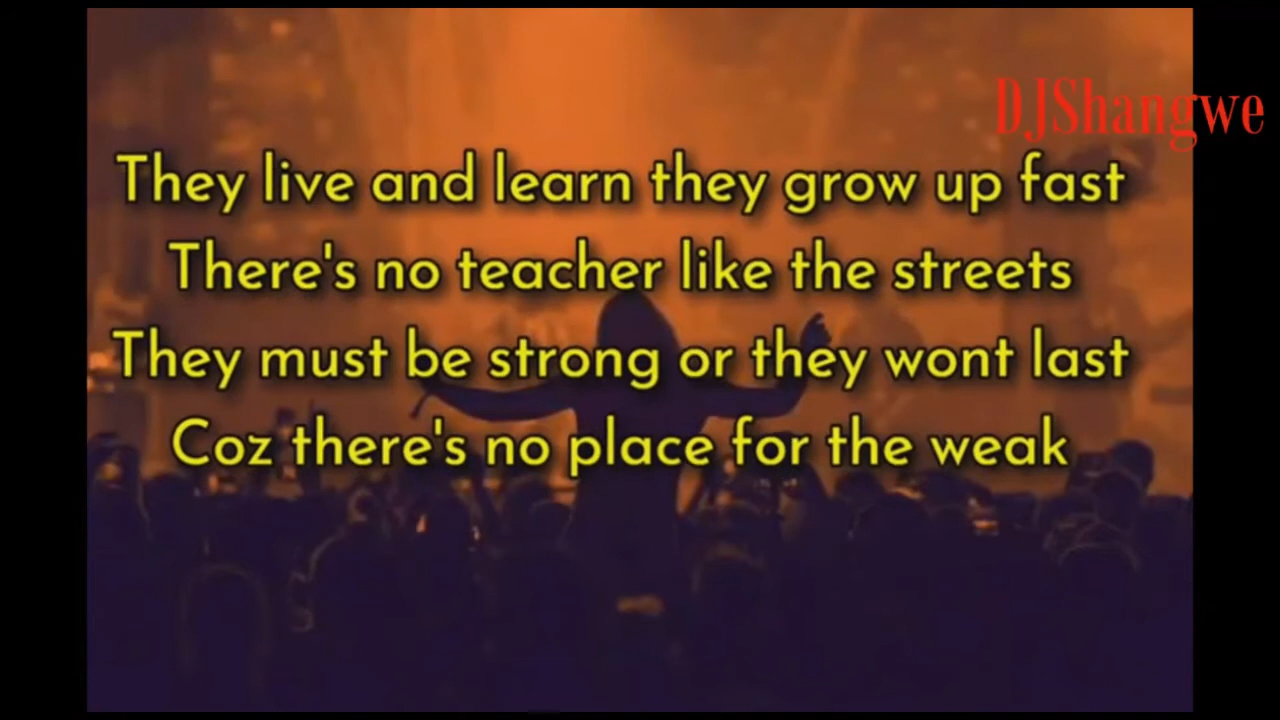 DJShangwe
They live and learn they grow up fast
There's no teacher like the streets
They must be strong or they wont last
Coz there's no place for the weak